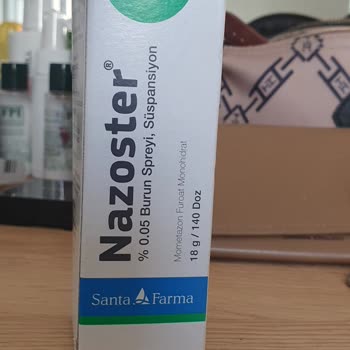 Nazoster®
% 0.05 Burun Spreyi, Süspansiyon
Mometazon Furoat Monohidrat
18 g / 140 Doz
Santa Farma